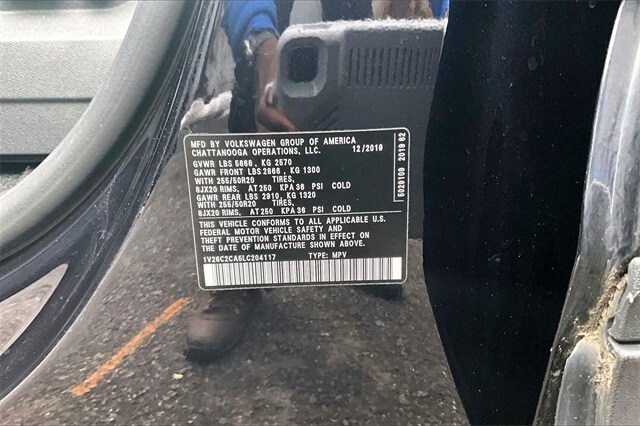 MFD BY VOLKSWAGEN GROUP OF AMERICA
CHATTANOOGA OPERATIONS, LLC. 12/2019
GVWR LBS 5666, KG 2570
GAWR FRONT LBS 2866, KG 1300
WITH 255/50R20 TIRES,
8JX20 RIMS, AT 250 KPA 36 PSI COLD
GAWR REAR LBS 2910, KG 1320
WITH 255/50R20 TIRES,
8JX20 RIMS, AT 250 KPA 36 PSI COLD
THIS VEHICLE CONFORMS TO ALL APPLICABLE U.S.
FEDERAL MOTOR VEHICLE SAFETY AND
THEFT PREVENTION STANDARDS IN EFFECT ON
THE DATE OF MANUFACTURE SHOWN ABOVE.
1V26C2CA5LC204117 TYPE: MPV
5028109 2019 62